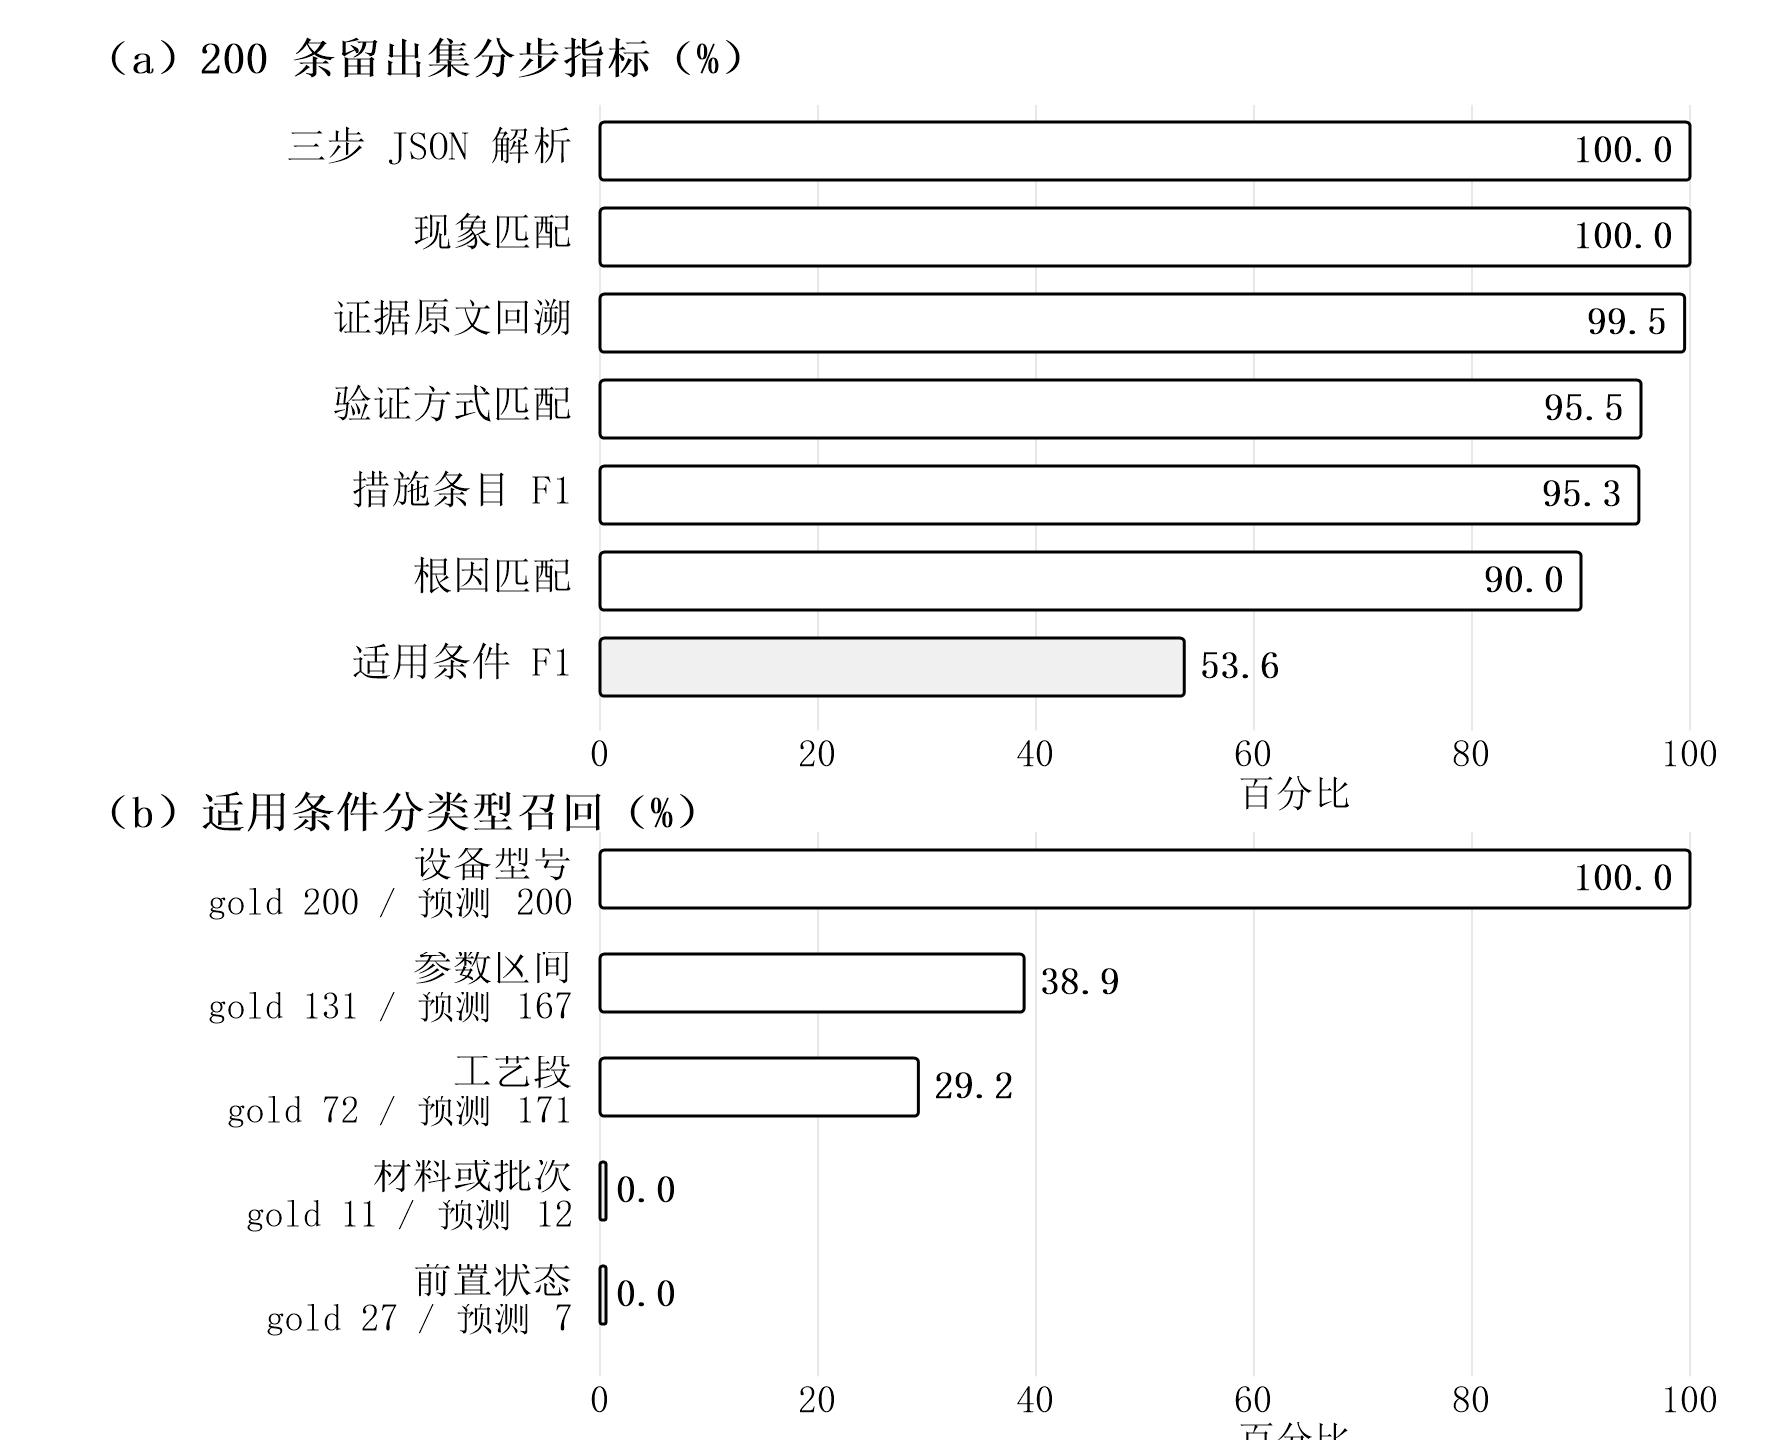 (a) 200 条留出集分步指标 (%)
三步 JSON 解析
100.0
现象匹配
100.0
证据原文回溯
99.5
验证方式匹配
95.5
措施条目 F1
95.3
根因匹配
90.0
适用条件 F1
53.6
0 20 40 60 80 100
百分比
(b) 适用条件分类型召回 (%)
设备型号
gold 200 / 预测 200
100.0
参数区间
gold 131 / 预测 167
38.9
工艺段
gold 72 / 预测 171
29.2
材料或批次
gold 11 / 预测 12
0.0
前置状态
gold 27 / 预测 7
0.0
0 20 40 60 80 100
百分比